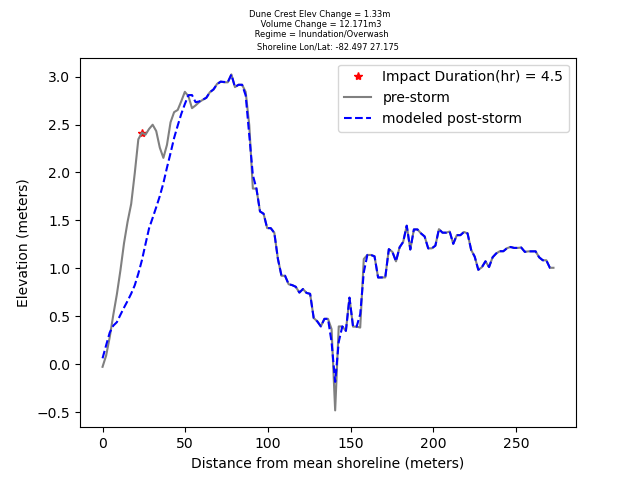 Dune Crest Elev Change = 1.33m
Volume Change = 12.171m3
Regime = Inundation/Overwash
Shoreline Lon/Lat: -82.497 27.175
Impact Duration(hr) = 4.5
pre-storm
modeled post-storm
Elevation (meters)
3.0
2.5
2.0
1.5
1.0
0.5
0.0
−0.5
0 50 100 150 200 250
Distance from mean shoreline (meters)